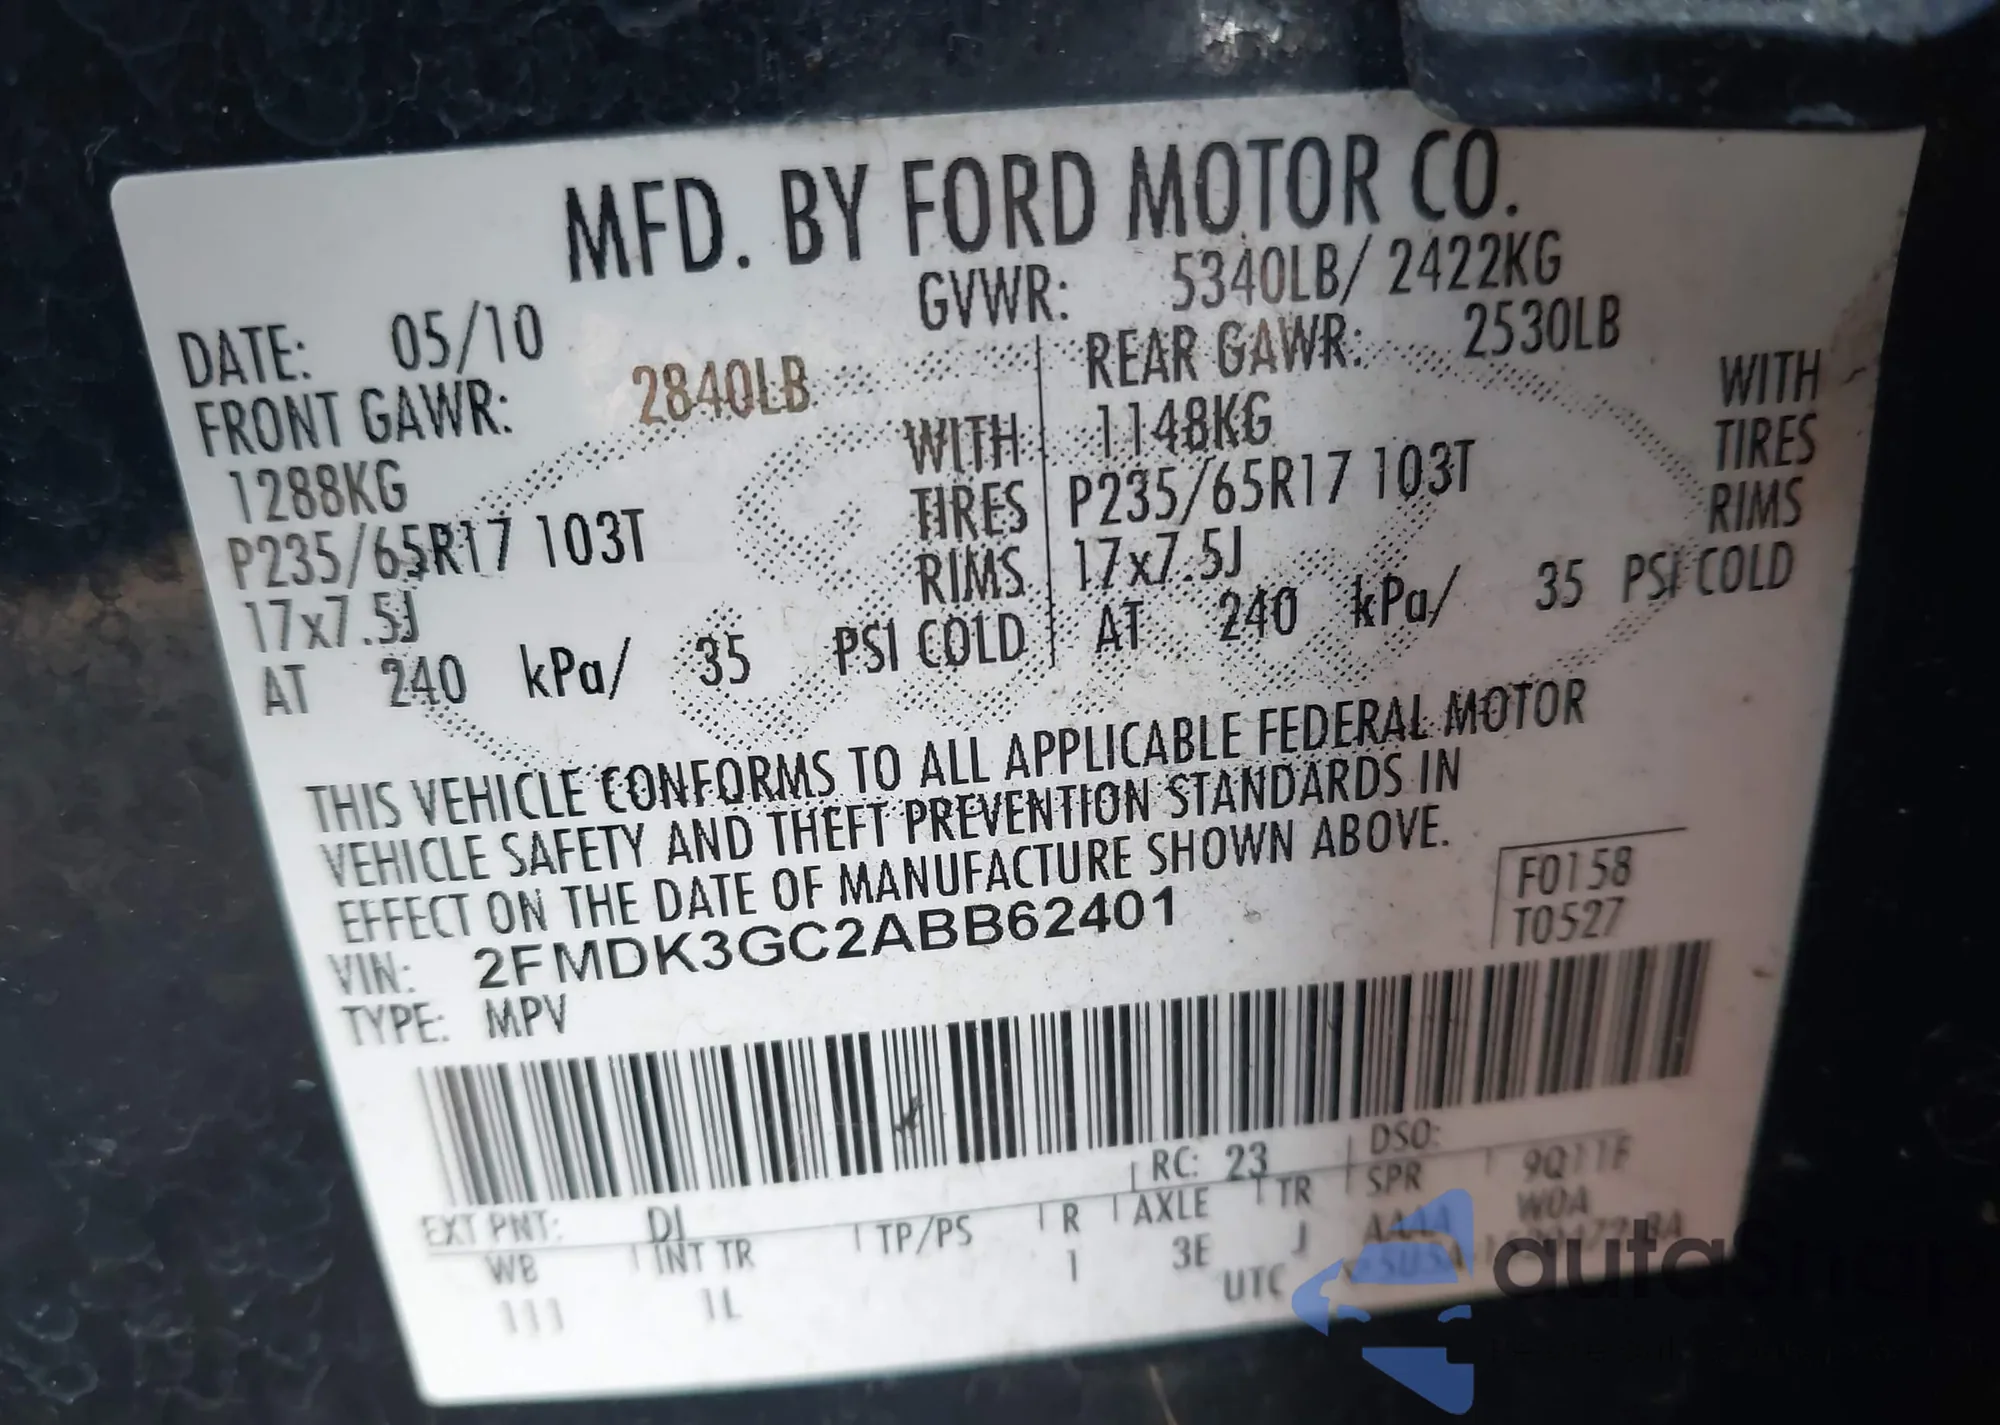 MFD. BY FORD MOTOR CO.
DATE: 05/10 GVWR: 5340LB/ 2422KG
FRONT GAWR: 2840LB REAR GAWR: 2530LB
1288KG WITH 1148KG WITH
P235/65R17 103T TIRES P235/65R17 103T TIRES
17x7.5J RIMS 17x7.5J RIMS
AT 240 kPa/ 35 PSI COLD AT 240 kPa/ 35 PSI COLD
THIS VEHICLE CONFORMS TO ALL APPLICABLE FEDERAL MOTOR
VEHICLE SAFETY AND THEFT PREVENTION STANDARDS IN
EFFECT ON THE DATE OF MANUFACTURE SHOWN ABOVE.
VIN: 2FMDK3GC2ABB62401 F0158
TYPE: MPV T0527
EXT PNT: DJ RC: 23 DSO:
WB INT TR TP/PS R AXLE TR SPR 9Q11F
111 1L 1 3E J AAAA W0A
UTC